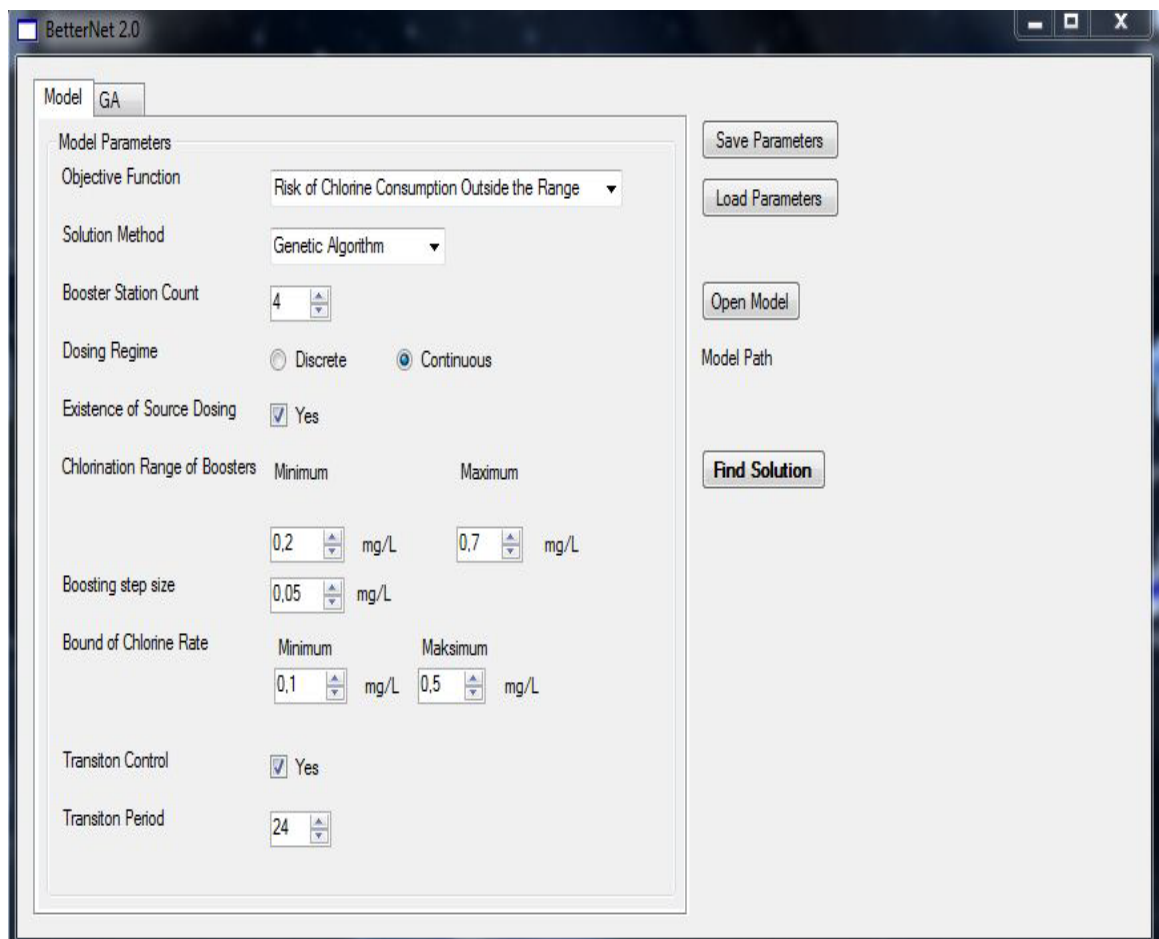 BetterNet 2.0
Model GA
Model Parameters
Objective Function Risk of Chlorine Consumption Outside the Range
Solution Method Genetic Algorithm
Booster Station Count 4
Dosing Regime Discrete Continuous
Existence of Source Dosing Yes
Chlorination Range of Boosters Minimum Maximum
0,2 mg/L 0,7 mg/L
Boosting step size 0,05 mg/L
Bound of Chlorine Rate Minimum Maksimum
0,1 mg/L 0,5 mg/L
Transiton Control Yes
Transiton Period 24
Save Parameters
Load Parameters
Open Model
Model Path
Find Solution